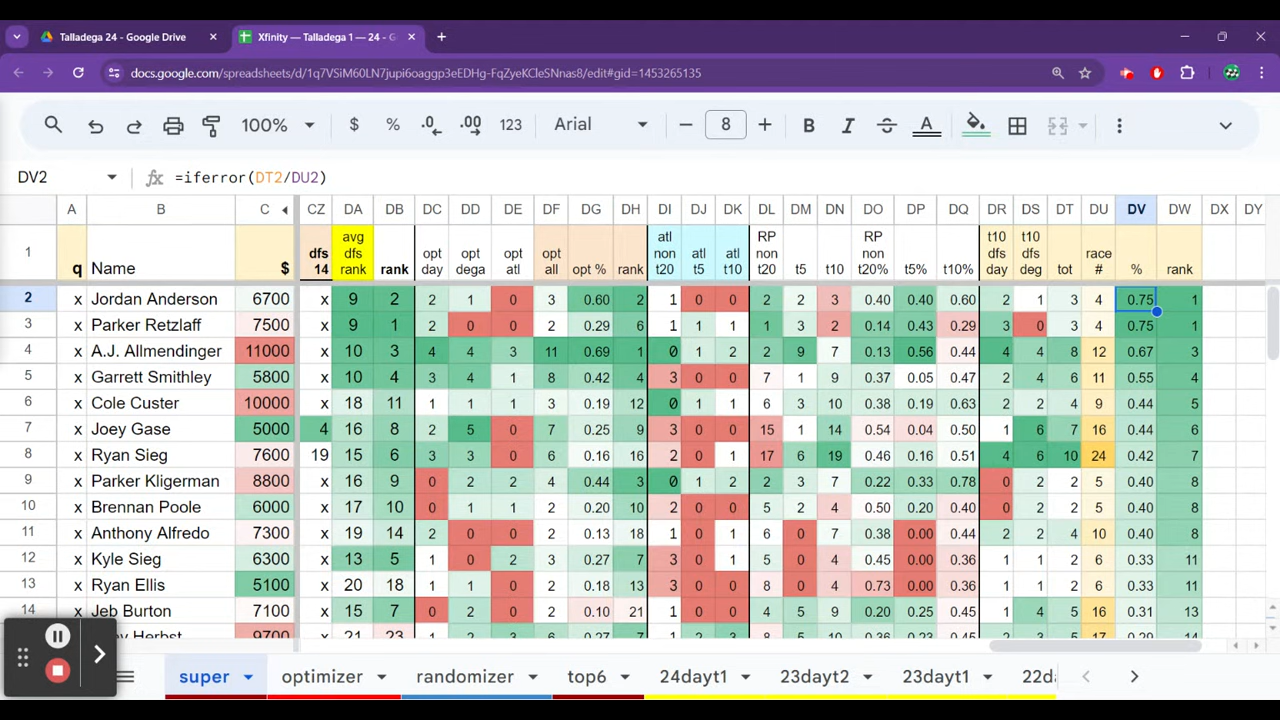 Talladega 24 - Google Drive × Xfinity — Talladega 1 — 24 - G × +
docs.google.com/spreadsheets/d/1q7VSiM60LN7jupi6oaggp3eEDHg-FqZyeKCleSNnas8/edit#gid=1453265135
100% $ % .0 .00 123 Arial − 8 + B I A
DV2 fx =iferror(DT2/DU2)
A B C CZ DA DB DC DD DE DF DG DH DI DJ DK DL DM DN DO DP DQ DR DS DT DU DV DW DX DY
1 q Name $ dfs 14 avg dfs rank rank opt day opt dega opt atl opt all opt % rank atl non t20 atl t5 atl t10 RP non t20 t5 t10 RP non t20% t5% t10% t10 dfs day t10 dfs deg tot race # % rank
2 x Jordan Anderson 6700 x 9 2 2 1 0 3 0.60 2 1 0 0 2 2 3 0.40 0.40 0.60 2 1 3 4 0.75 1
3 x Parker Retzlaff 7500 x 9 1 2 0 0 2 0.29 6 1 1 1 1 3 2 0.14 0.43 0.29 3 0 3 4 0.75 1
4 x A.J. Allmendinger 11000 x 10 3 4 4 3 11 0.69 1 0 1 2 2 9 7 0.13 0.56 0.44 4 4 8 12 0.67 3
5 x Garrett Smithley 5800 x 10 4 3 4 1 8 0.42 4 3 0 0 7 1 9 0.37 0.05 0.47 2 4 6 11 0.55 4
6 x Cole Custer 10000 x 18 11 1 1 1 3 0.19 12 0 1 1 6 3 10 0.38 0.19 0.63 2 2 4 9 0.44 5
7 x Joey Gase 5000 4 16 8 2 5 0 7 0.25 9 3 0 0 15 1 14 0.54 0.04 0.50 1 6 7 16 0.44 6
8 x Ryan Sieg 7600 19 15 6 3 3 0 6 0.16 16 2 0 1 17 6 19 0.46 0.16 0.51 4 6 10 24 0.42 7
9 x Parker Kligerman 8800 x 16 9 0 2 2 4 0.44 3 0 1 2 2 3 7 0.22 0.33 0.78 0 2 2 5 0.40 8
10 x Brennan Poole 6000 x 17 10 0 1 1 2 0.20 10 2 0 0 5 2 4 0.50 0.20 0.40 0 2 2 5 0.40 8
11 x Anthony Alfredo 7300 x 19 14 2 0 0 2 0.13 18 1 0 1 6 0 7 0.38 0.00 0.44 2 2 4 10 0.40 8
12 x Kyle Sieg 6300 x 13 5 1 0 2 3 0.27 7 3 0 1 5 0 4 0.45 0.00 0.36 1 1 2 6 0.33 11
13 x Ryan Ellis 5100 x 20 18 1 1 0 2 0.18 13 3 0 0 8 0 4 0.73 0.00 0.36 1 1 2 6 0.33 11
14 x Jeb Burton 7100 x 15 7 0 2 0 2 0.10 21 1 0 0 4 5 9 0.20 0.25 0.45 1 4 5 16 0.31 13
super optimizer randomizer top6 24dayt1 23dayt2 23dayt1 22d